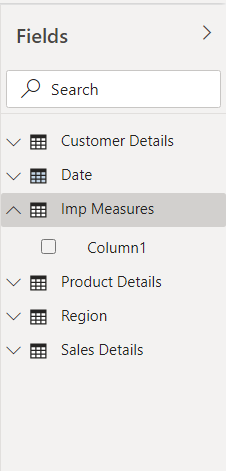 Fields
Search
Customer Details
Date
Imp Measures
Column1
Product Details
Region
Sales Details